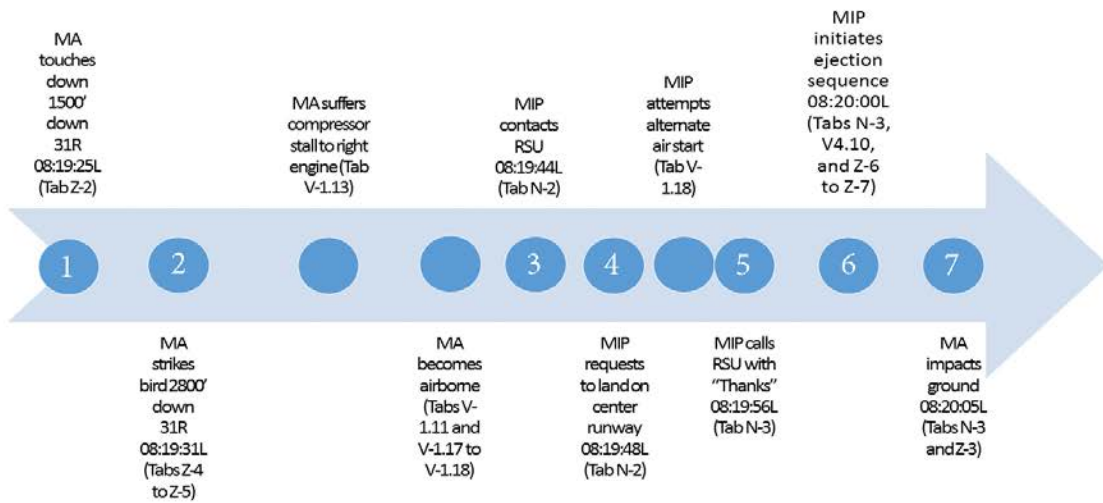 MA
touches
down
1500'
down
31R
08:19:25L
(Tab Z-2)
1
MA
strikes
bird 2800'
down
31R
08:19:31L
(Tabs Z-4
to Z-5)
2
MA suffers
compressor
stall to right
engine (Tab
V-1.13)
MA
becomes
airborne
(Tabs V-
1.11 and
V-1.17 to
V-1.18)
MIP
contacts
RSU
08:19:44L
(Tab N-2)
3
MIP
requests
to land on
center
runway
08:19:48L
(Tab N-2)
4
MIP
attempts
alternate
air start
(Tab V-
1.18)
MIP calls
RSU with
“Thanks”
08:19:56L
(Tab N-3)
5
MIP
initiates
ejection
sequence
08:20:00L
(Tabs N-3,
V4.10,
and Z-6
to Z-7)
6
MA
impacts
ground
08:20:05L
(Tabs N-3
and Z-3)
7